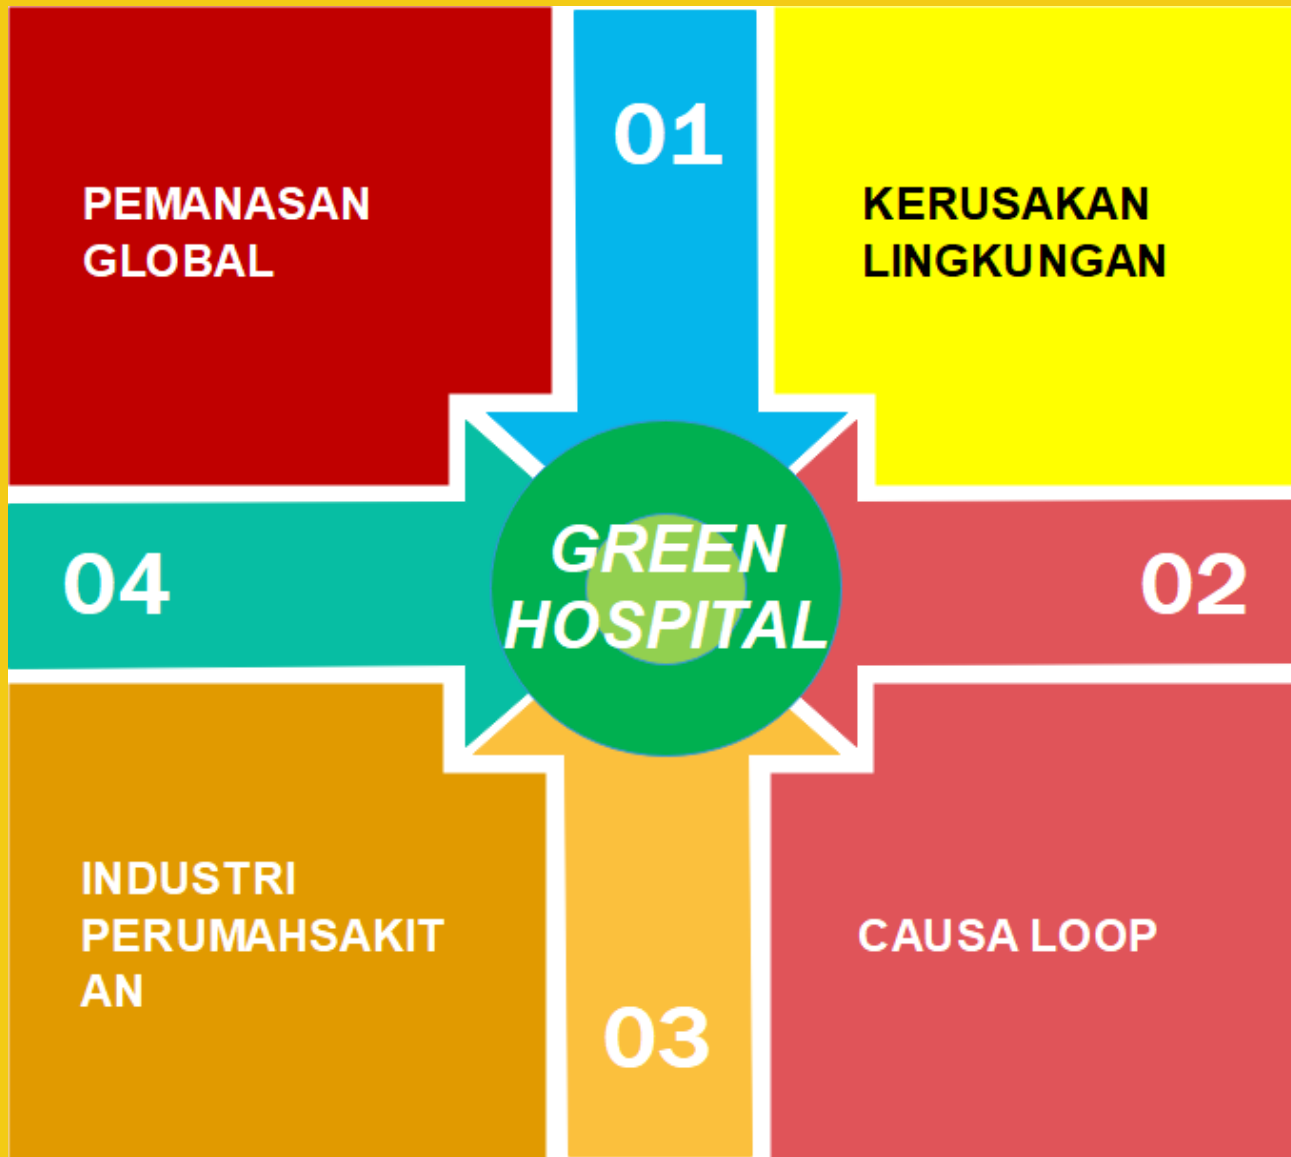 01
PEMANASAN
GLOBAL
KERUSAKAN
LINGKUNGAN
04
GREEN
HOSPITAL
02
INDUSTRI
PERUMAHSAKIT
AN
CAUSA LOOP
03